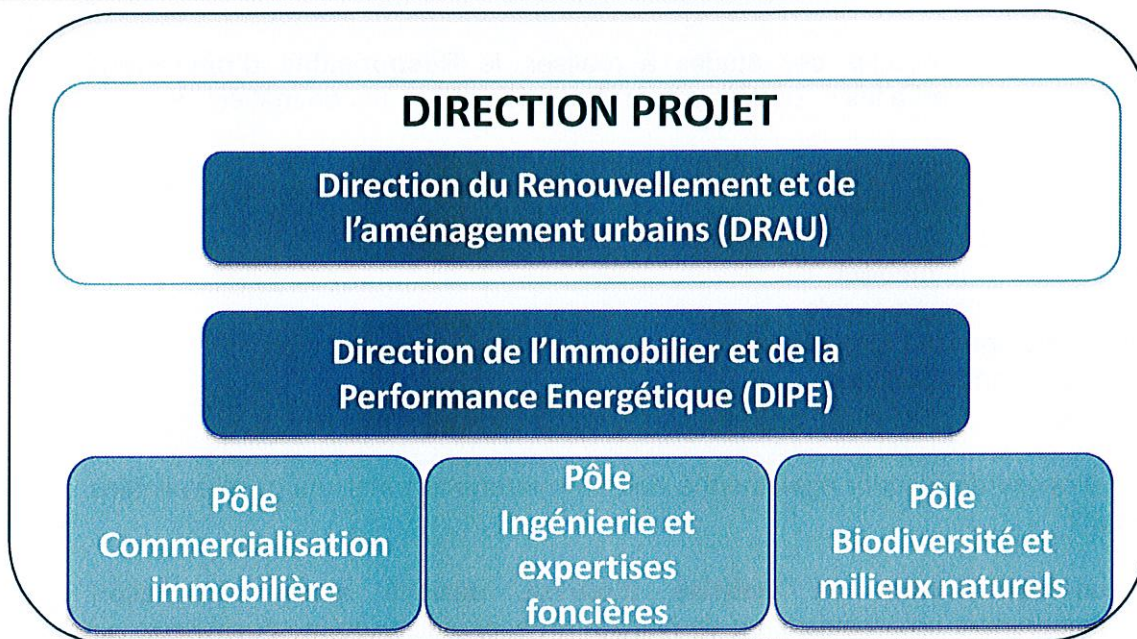 DIRECTION PROJET
Direction du Renouvellement et de
l'aménagement urbains (DRAU)
Direction de l'Immobilier et de la
Performance Energétique (DIPE)
Pôle
Commercialisation
immobilière
Pôle
Ingénierie et
expertises
foncières
Pôle
Biodiversité et
milieux naturels